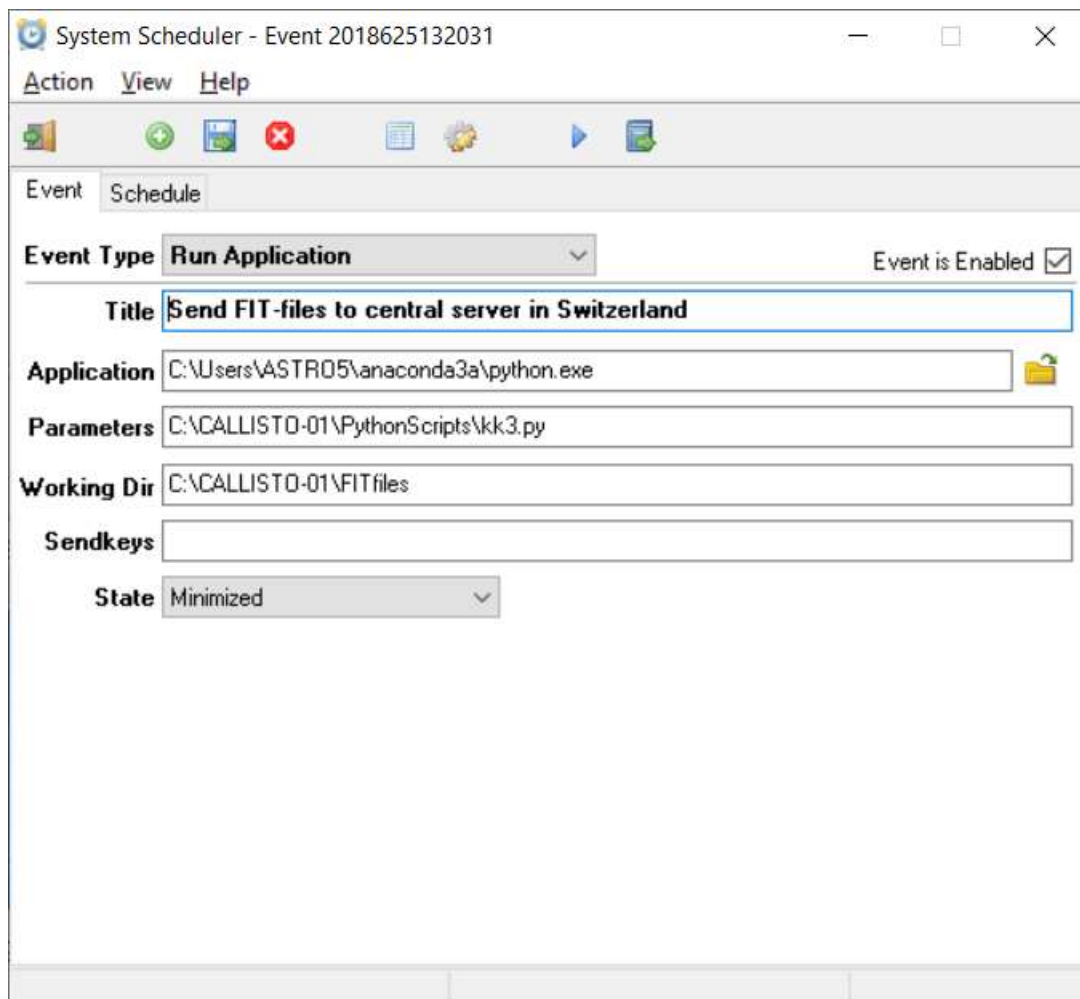 System Scheduler - Event 2018625132031
Action View Help
Event Schedule
Event Type Run Application Event is Enabled
Title Send FIT-files to central server in Switzerland
Application C:\Users\ASTRO5\anaconda3a\python.exe
Parameters C:\CALLISTO-01\PythonScripts\kk3.py
Working Dir C:\CALLISTO-01\FITfiles
Sendkeys
State Minimized